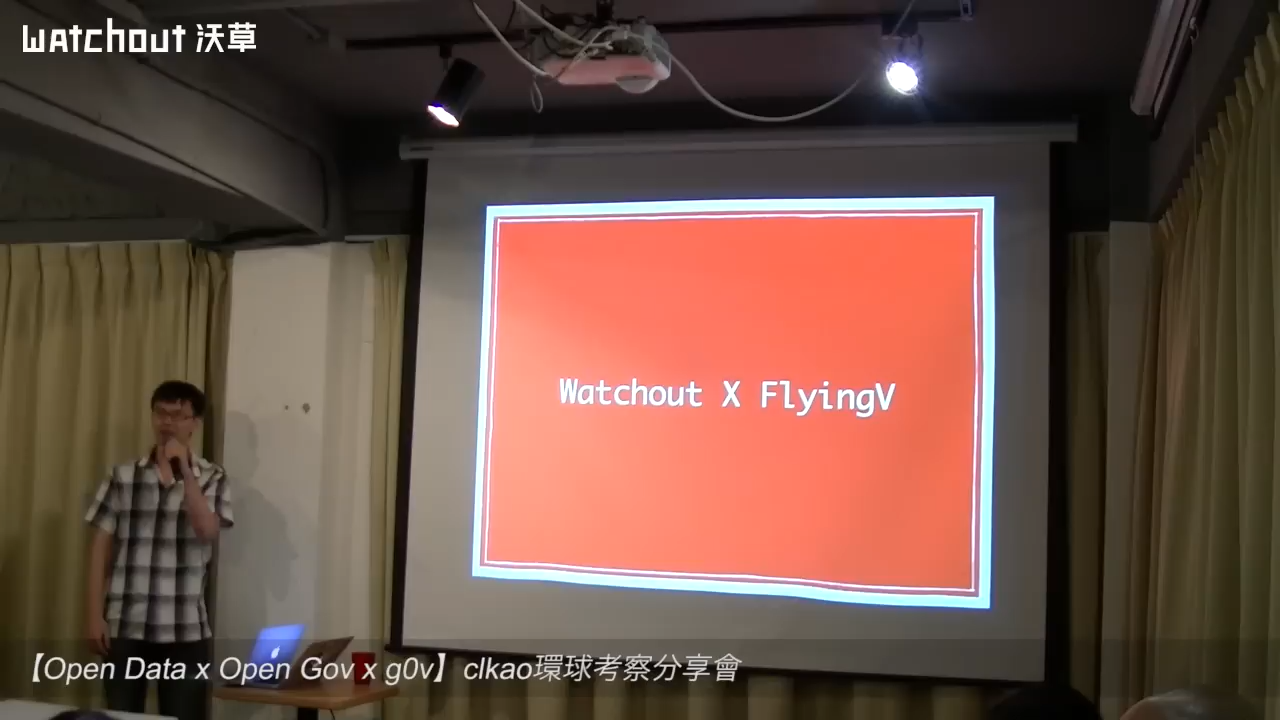 watchout 沃草
Watchout X FlyingV
【Open Data x Open Gov x g0v】clkao環球考察分享會